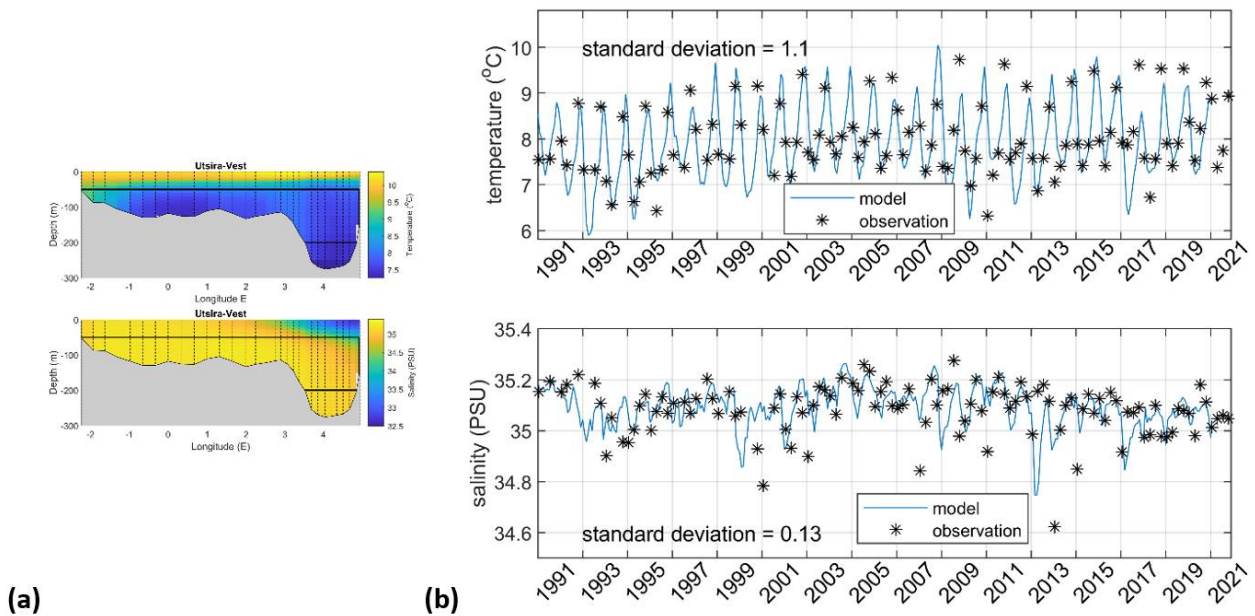 Utsira-Vest
0
-100
-200
-300
Depth (m)
-2 -1 0 1 2 3 4
Longitude E
10
9.5
9
8.5
8
7.5
Temperature (°C)
Utsira-Vest
0
-100
-200
-300
Depth (m)
-2 -1 0 1 2 3 4
Longitude (E)
35
34.5
34
33.5
33
32.5
Salinity (PSU)
(a)
standard deviation = 1.1
10
9
8
7
6
temperature (°C)
model
observation
1991 1993 1995 1997 1999 2001 2003 2005 2007 2009 2011 2013 2015 2017 2019 2021
35.4
35.2
35
34.8
34.6
salinity (PSU)
model
observation
standard deviation = 0.13
1991 1993 1995 1997 1999 2001 2003 2005 2007 2009 2011 2013 2015 2017 2019 2021
(b)